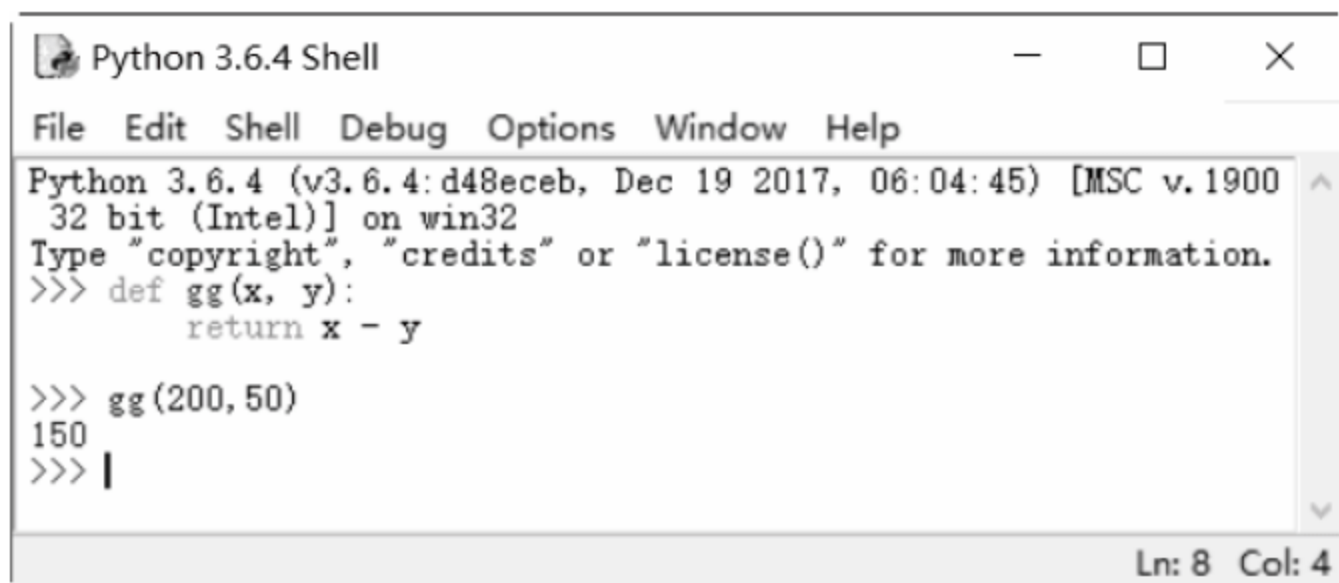 Python 3.6.4 Shell
File Edit Shell Debug Options Window Help
Python 3.6.4 (v3.6.4:d48eceb, Dec 19 2017, 06:04:45) [MSC v.1900
 32 bit (Intel)] on win32
Type "copyright", "credits" or "license()" for more information.
>>> def gg(x, y):
        return x - y
>>> gg(200,50)
150
>>>
Ln: 8 Col: 4